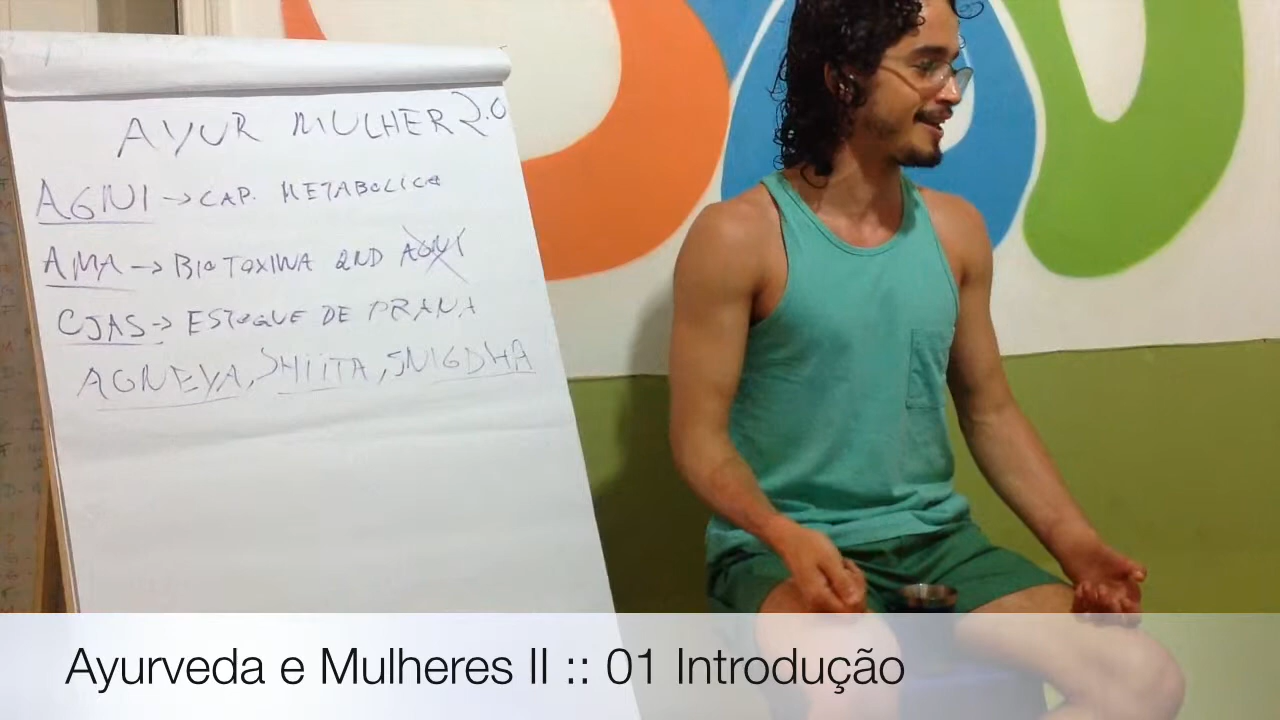 AYUR MULHER 2.0
AGNI → CAP. METABOLICA
AMA → BIOTOXINA AGNI
OJAS → ESTOQUE DE PRANA
AGNEYA, SHIITA, SNIGDHA
Ayurveda e Mulheres II :: 01 Introdução